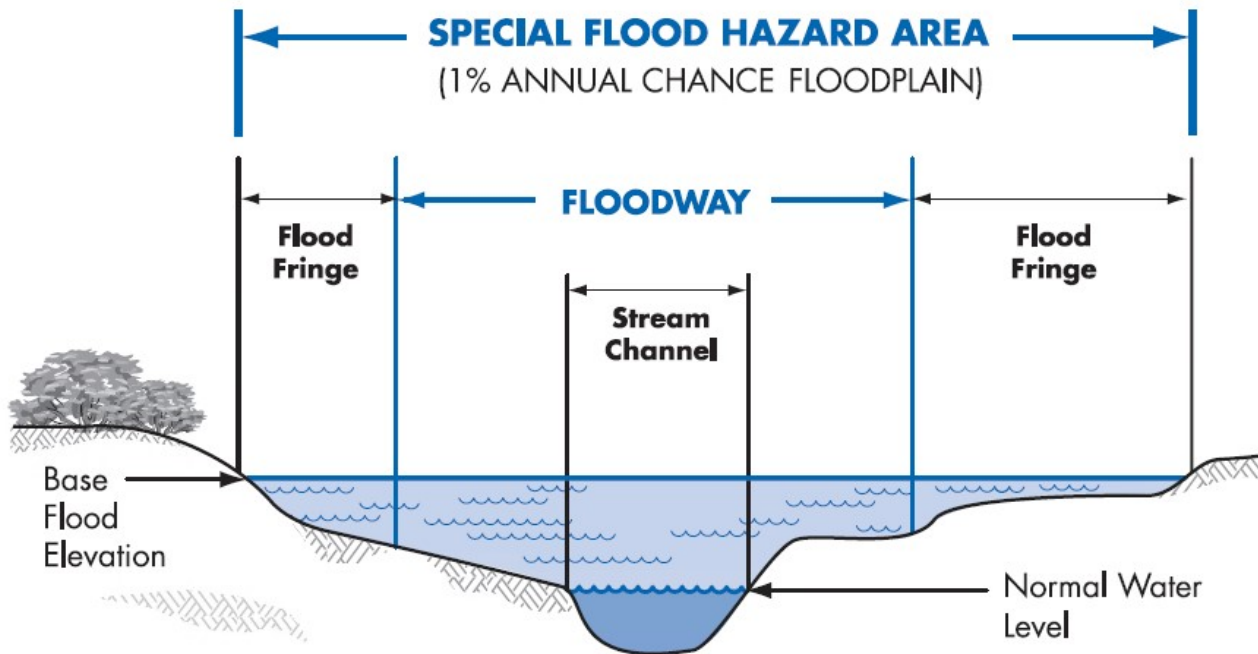 SPECIAL FLOOD HAZARD AREA
(1% ANNUAL CHANCE FLOODPLAIN)
FLOODWAY
Flood
Fringe
Flood
Fringe
Stream
Channel
Base
Flood
Elevation
Normal Water
Level